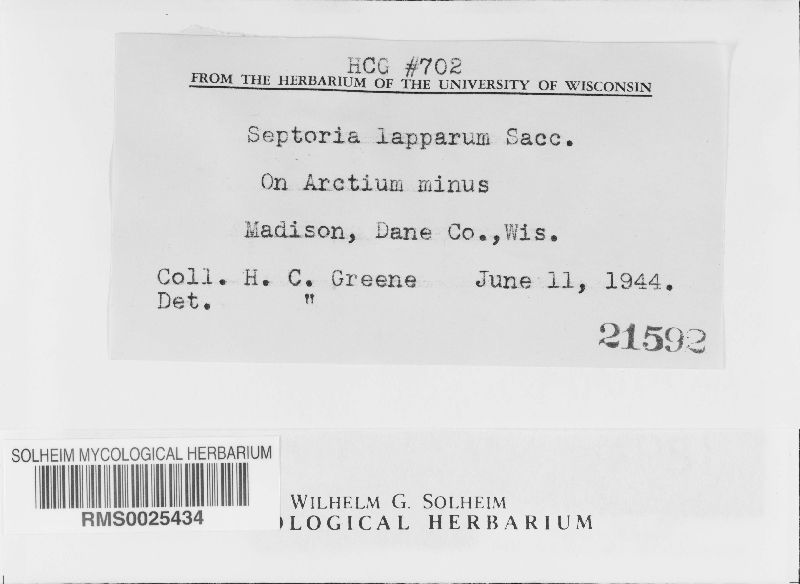 HCG #702
FROM THE HERBARIUM OF THE UNIVERSITY OF WISCONSIN
Septoria lapparum Sacc.
On Arctium minus
Madison, Dane Co.,Wis.
Coll. H. C. Greene June 11, 1944.
Det. "
21592
SOLHEIM MYCOLOGICAL HERBARIUM
RMS0025434
WILHELM G. SOLHEIM
OLOGICAL HERBARIUM